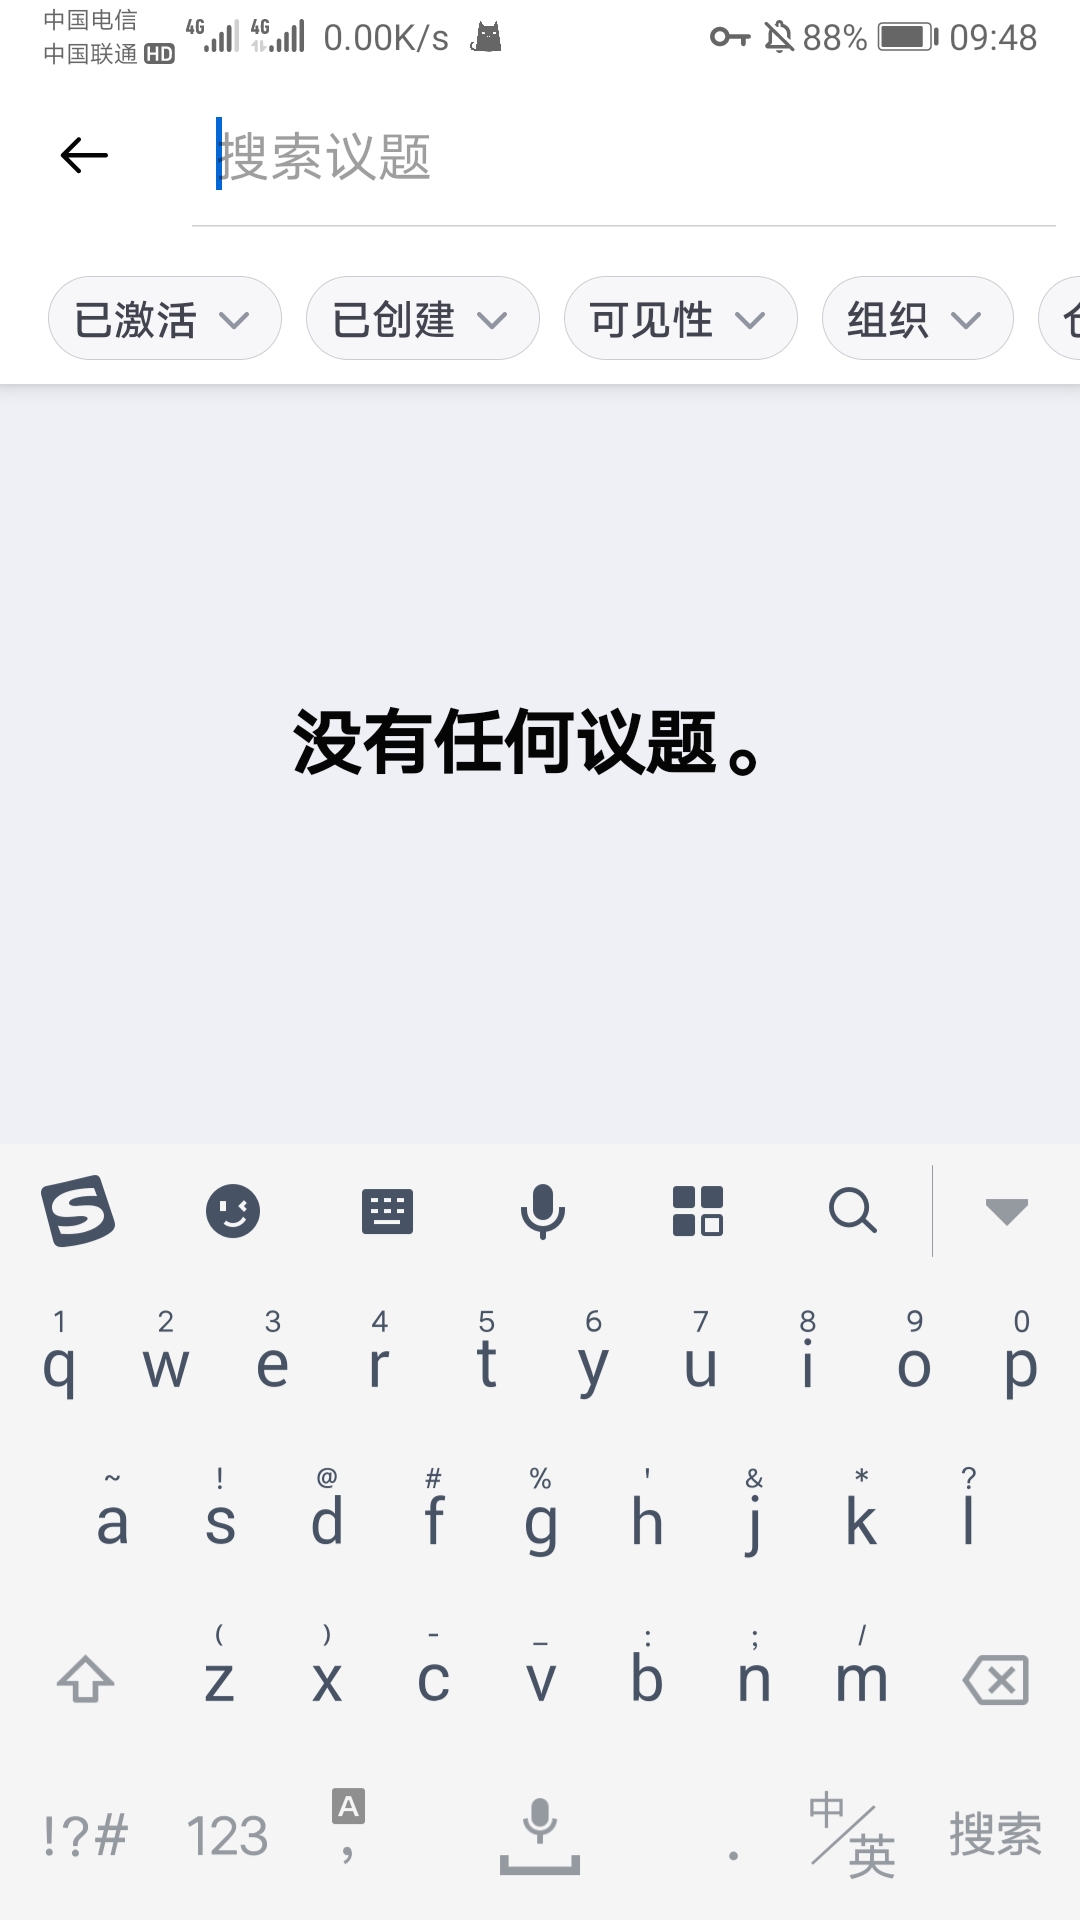 中国电信
中国联通 HD
4G 4G 0.00K/s 88% 09:48
搜索议题
已激活 已创建 可见性 组织
没有任何议题。
1 2 3 4 5 6 7 8 9 0
q w e r t y u i o p
~ ! @ # % ' & * ?
a s d f g h j k l
( ) - _ : ; /
z x c v b n m
!?# 123 A , . 中/英 搜索